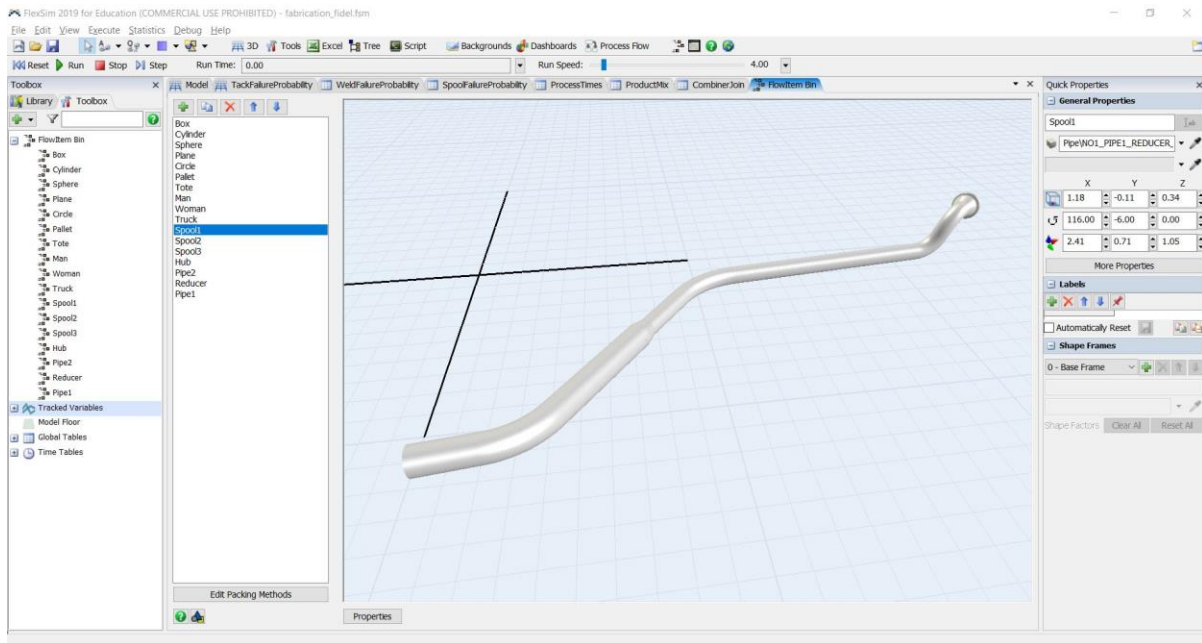 FlexSim 2019 for Education (COMMERCIAL USE PROHIBITED) - fabrication_fidel.fsm
File Edit View Execute Statistics Debug Help
3D Tools Excel Tree Script Backgrounds Dashboards Process Flow
Reset Run Stop Step Run Time: 0.00 Run Speed: 4.00
Toolbox
Library Toolbox
FlowItem Bin
Box
Cylinder
Sphere
Plane
Circle
Pallet
Tote
Man
Woman
Truck
Spool1
Spool2
Spool3
Hub
Pipe2
Reducer
Pipe1
Tracked Variables
Model Floor
Global Tables
Time Tables
Model TackFailureProbablity WeldFailureProbability SpoolFailureProbability ProcessTimes ProductMix CombinerJoin FlowItem Bin
Box
Cylinder
Sphere
Plane
Circle
Pallet
Tote
Man
Woman
Truck
Spool1
Spool2
Spool3
Hub
Pipe2
Reducer
Pipe1
Edit Packing Methods
Properties
Quick Properties
General Properties
Spool1
Pipe\NO1_PIPE1_REDUCER_
X Y Z
1.18 -0.11 0.34
116.00 -6.00 0.00
2.41 0.71 1.05
More Properties
Labels
Automatically Reset
Shape Frames
0 - Base Frame
Shape Factors Clear All Reset All